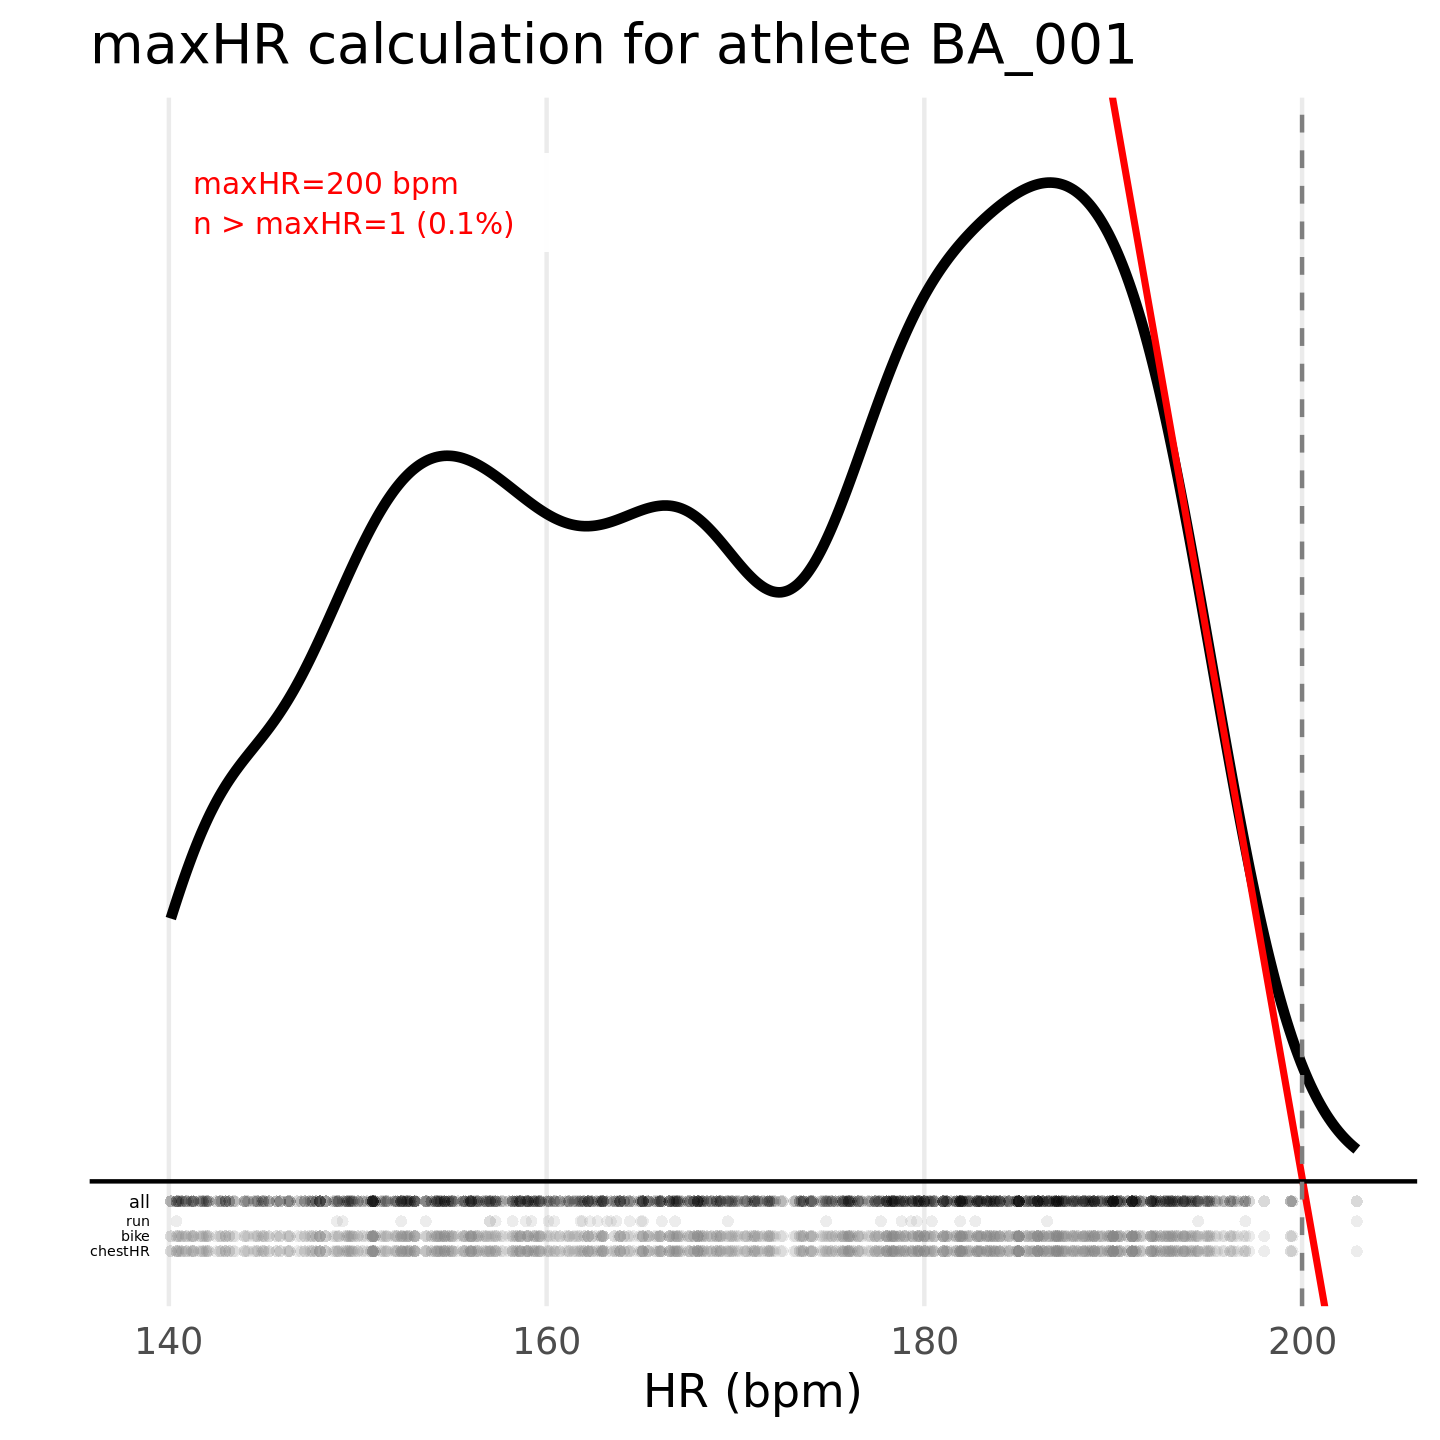 maxHR calculation for athlete BA_001
maxHR=200 bpm
n > maxHR=1 (0.1%)
all
run
bike
chestHR
140 160 180 200
HR (bpm)